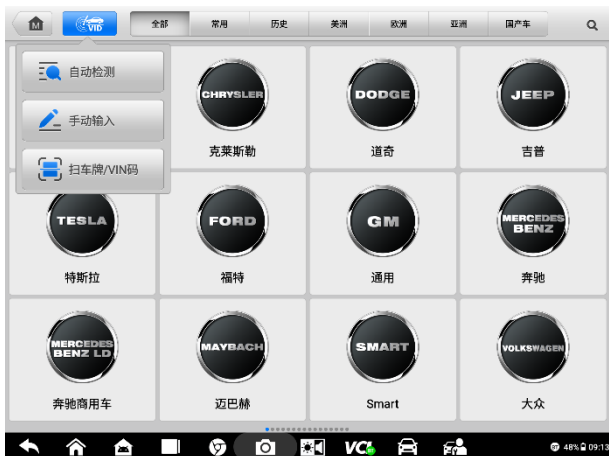 M
VID
全部
常用
历史
美洲
欧洲
亚洲
国产车
自动检测
手动输入
扫车牌/VIN码
CHRYSLER
克莱斯勒
DODGE
道奇
JEEP
吉普
TESLA
特斯拉
FORD
福特
GM
通用
MERCEDES
BENZ
奔驰
MERCEDES
BENZ LD
奔驰商用车
MAYBACH
迈巴赫
SMART
Smart
VOLKSWAGEN
大众
VCI
48%
09:13